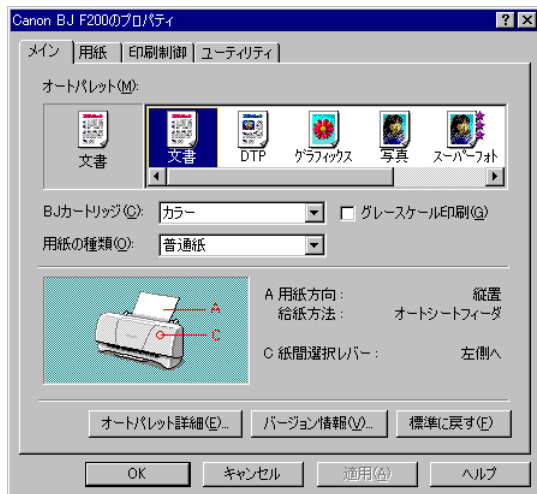 Canon BJ F200のプロパティ
メイン 用紙 印刷制御 ユーティリティ
オートパレット(M):
文書
文書 DTP グラフィックス 写真 スーパーフォト
BJカートリッジ(C): カラー グレースケール印刷(G)
用紙の種類(O): 普通紙
A
C
A 用紙方向: 縦置
給紙方法: オートシートフィーダ
C 紙間選択レバー: 左側へ
オートパレット詳細(E)... バージョン情報(V)... 標準に戻す(F)
OK キャンセル 適用(A) ヘルプ